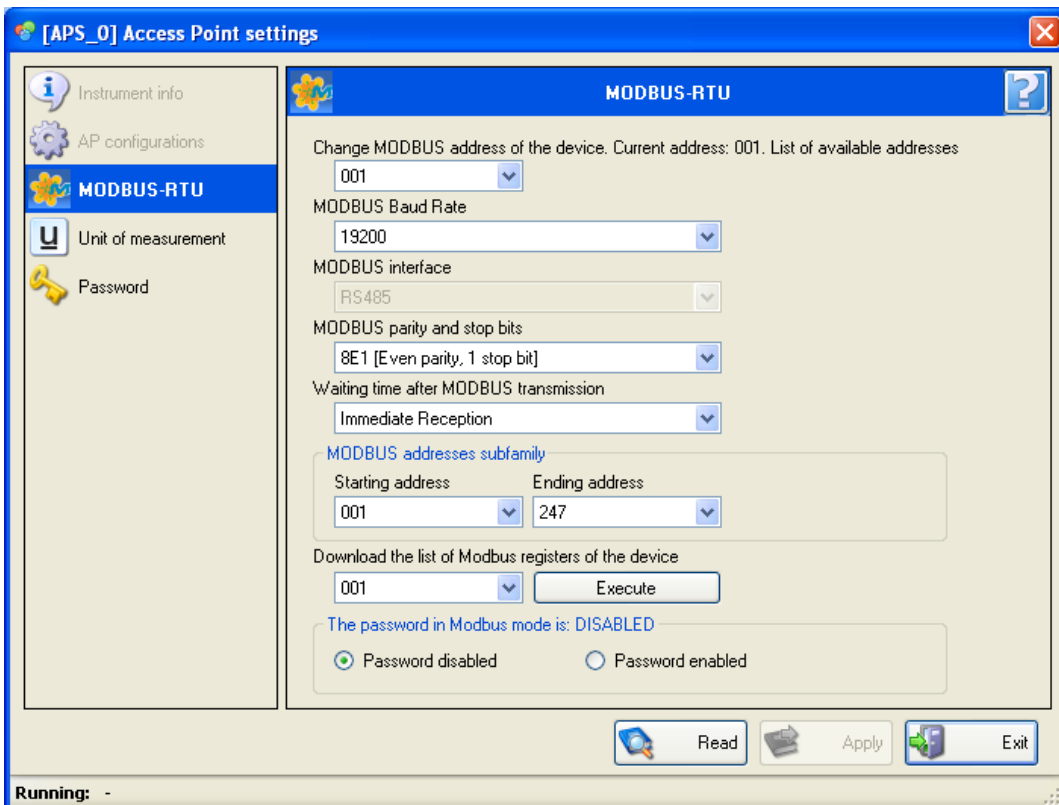 [APS_0] Access Point settings
Instrument info
AP configurations
MODBUS-RTU
Unit of measurement
Password
MODBUS-RTU
Change MODBUS address of the device. Current address: 001. List of available addresses
001
MODBUS Baud Rate
19200
MODBUS interface
RS485
MODBUS parity and stop bits
8E1 [Even parity, 1 stop bit]
Waiting time after MODBUS transmission
Immediate Reception
MODBUS addresses subfamily
Starting address Ending address
001 247
Download the list of Modbus registers of the device
001 Execute
The password in Modbus mode is: DISABLED
Password disabled Password enabled
Read Apply Exit
Running: -